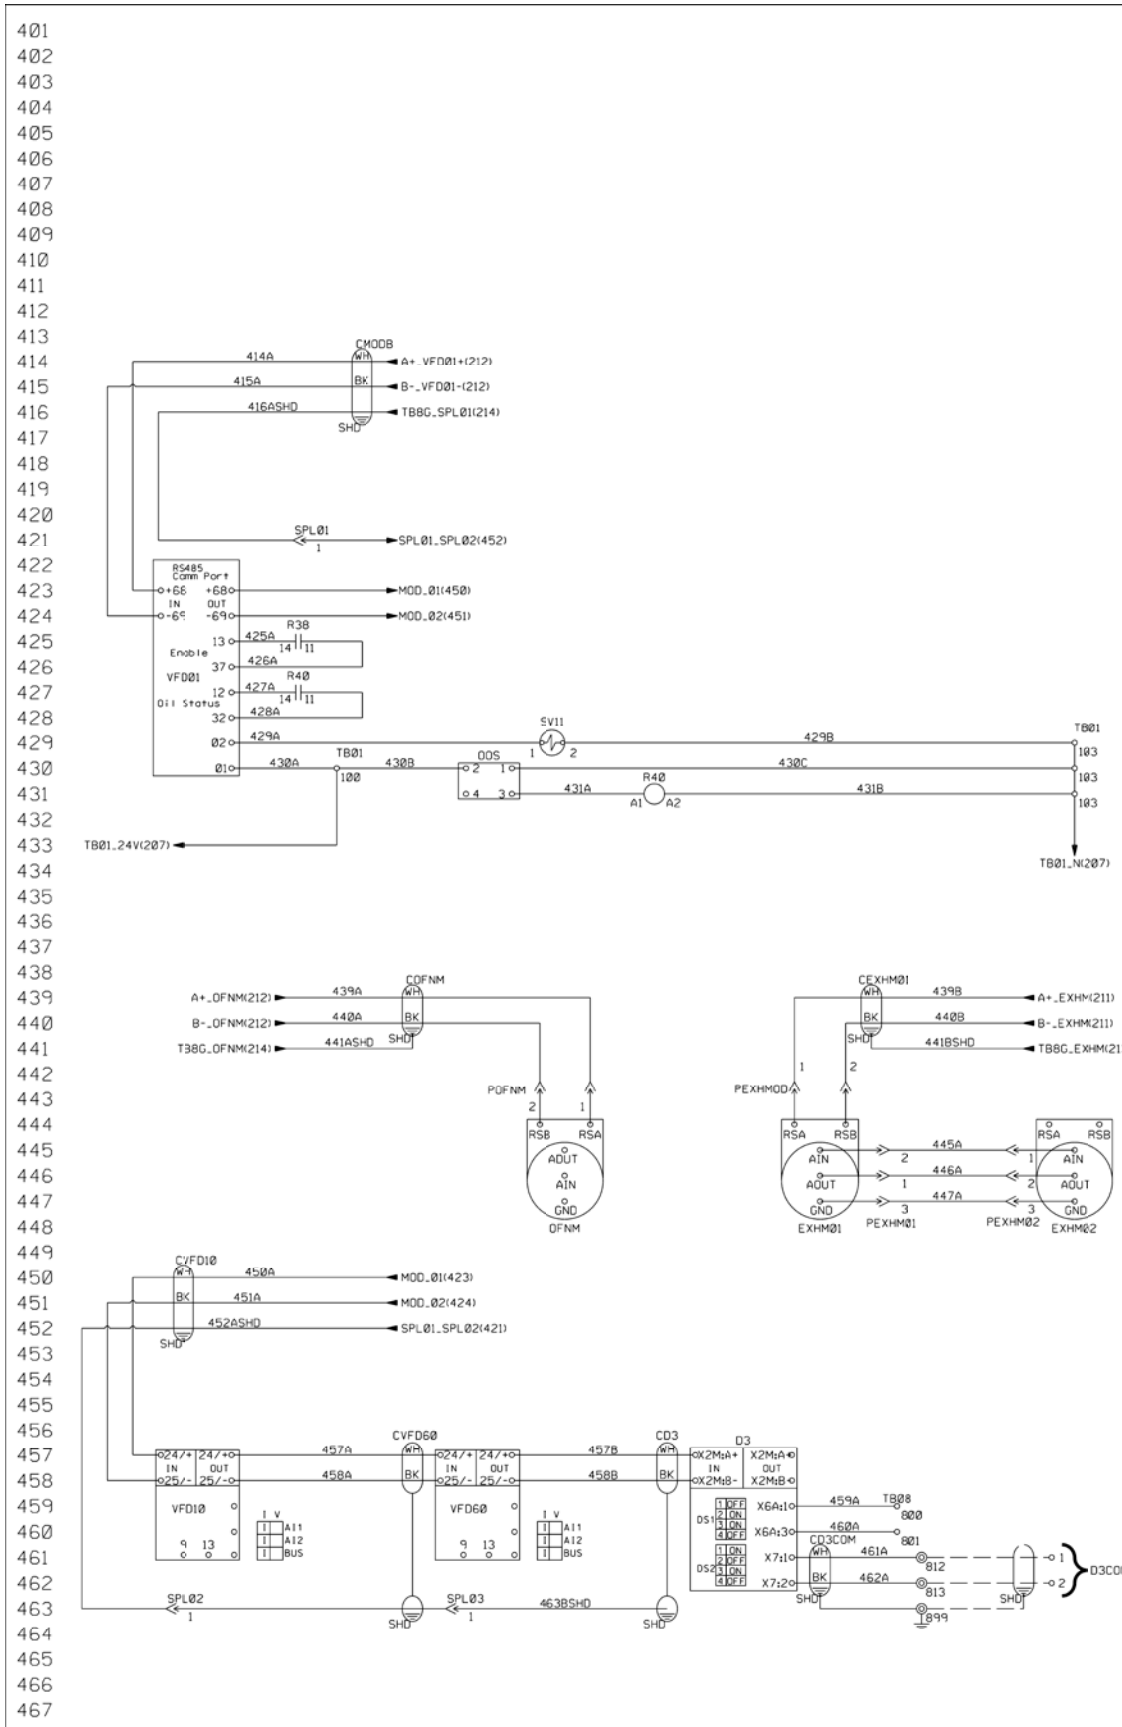 401
402
403
404
405
406
407
408
409
410
411
412
413
CMODB
414 414A WH A+_VFD01+(212)
415 415A BK B-_VFD01-(212)
416 416ASHD TB8G_SPL01(214)
417 SHD
418
419
420
SPL01
421 1 SPL01_SPL02(452)
422
RS485
Comm Port
423 +68 +68 MOD_01(450)
IN OUT
424 -69 -69 MOD_02(451)
R38
425 13 425A 14 11
Enable
426 37 426A
VFD01 R40
427 12 427A 14 11
Oil Status
428 32 428A
SV11 TB01
429 02 429A 1 2 429B 103
TB01 OOS
430 01 430A 100 430B 2 1 430C 103
R40
431 4 3 431A A1 A2 431B 103
432
433 TB01_24V(207)
434 TB01_N(207)
435
436
437
438
COFNM CEXHM01
439 A+_OFNM(212) 439A WH WH 439B A+_EXHM(211)
440 B-_OFNM(212) 440A BK BK 440B B-_EXHM(211)
SHD SHD
441 TB8G_OFNM(214) 441ASHD 441BSHD TB8G_EXHM(21
442 1 2
443 POFNM 2 1 PEXHMOD
444 RSB RSA RSA RSB RSA RSB
445 AOUT AIN 2 445A 1 AIN
446 AIN AOUT 1 446A 2 AOUT
447 GND GND 3 447A 3 GND
448 OFNM EXHM01 PEXHM01 PEXHM02 EXHM02
449
CVFD10
450 WH 450A MOD_01(423)
451 BK 451A MOD_02(424)
452 452ASHD SPL01_SPL02(421)
453 SHD
454
455
456
CVFD60 CD3 D3
457 24/+ 24/+ 457A WH 24/+ 24/+ 457B WH X2M:A+ X2M:A+
IN OUT IN OUT IN OUT
458 25/- 25/- 458A BK 25/- 25/- 458B BK X2M:B- X2M:B-
459 VFD10 I V VFD60 I V DS1 1 OFF 2 ON 3 ON 4 OFF X6A:1 459A TB08 800
460 9 13 I AI1 9 13 I AI1 X6A:3 460A 801
I AI2 I AI2 CD3COM
461 I BUS I BUS DS2 1 ON 2 OFF 3 ON 4 OFF X7:1 WH 461A 812 1
462 X7:2 BK 462A 813 2 D3CO
SPL02 SPL03 SHD SHD
463 1 1 463BSHD 899
SHD SHD
464
465
466
467